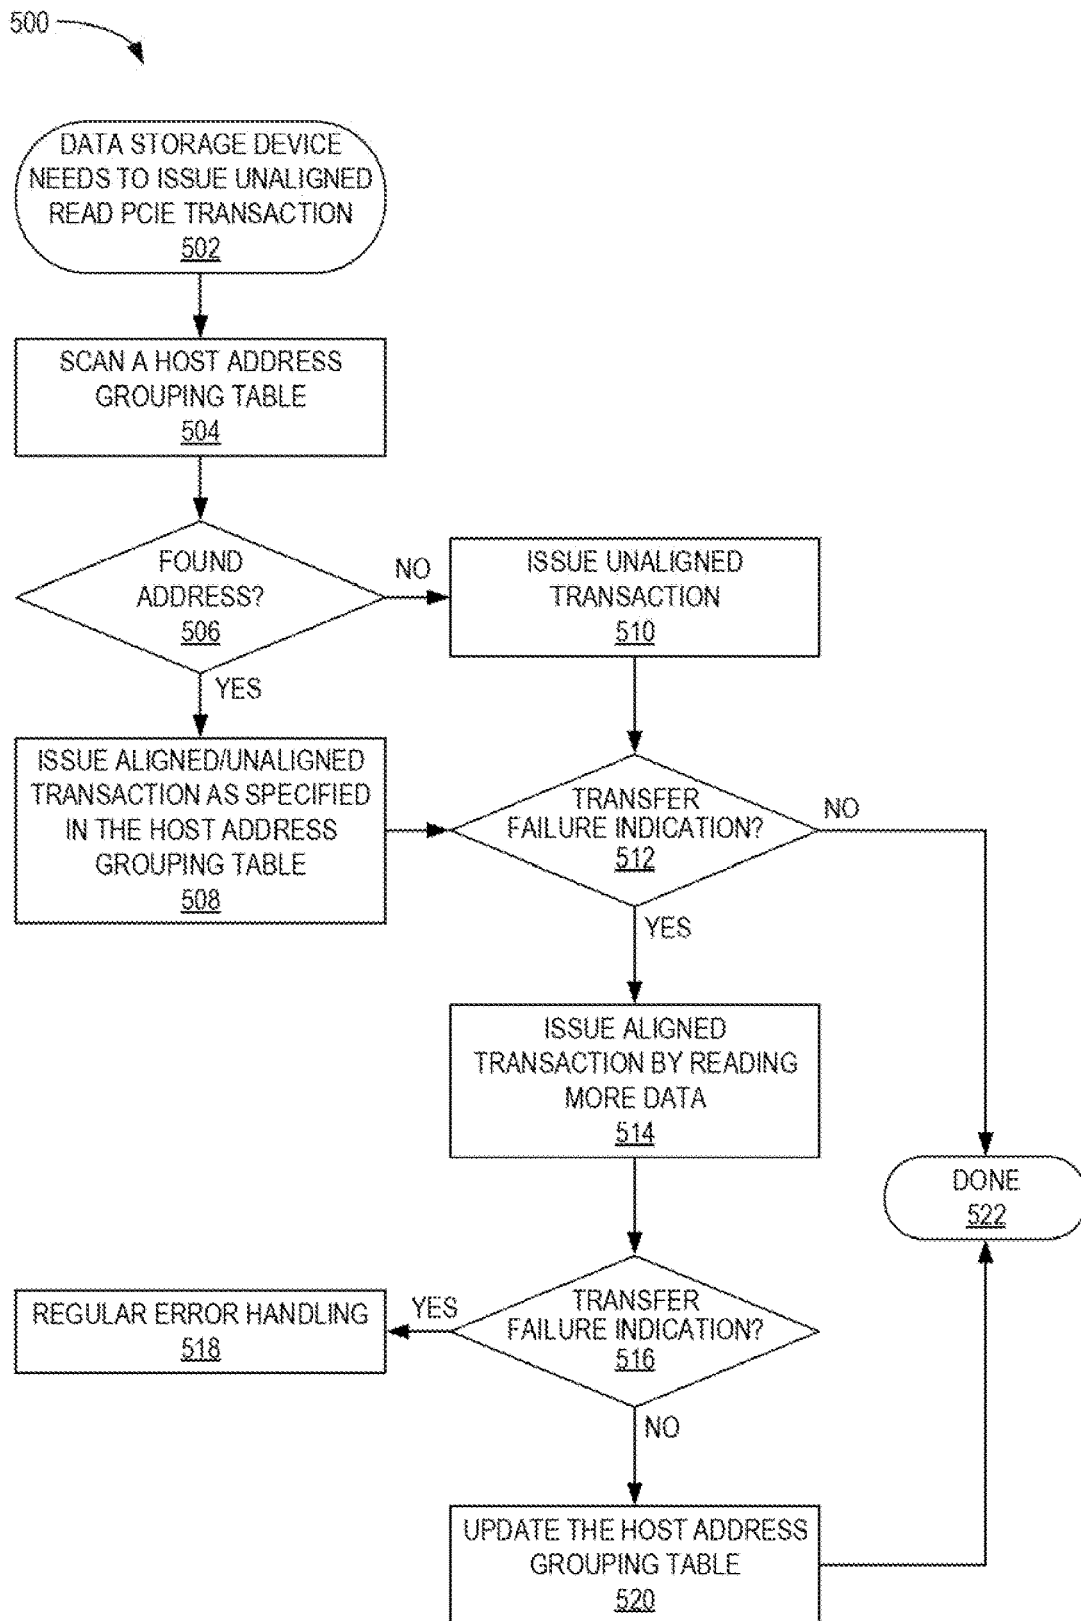 500
DATA STORAGE DEVICE
NEEDS TO ISSUE UNALIGNED
READ PCIE TRANSACTION
502
SCAN A HOST ADDRESS
GROUPING TABLE
504
FOUND
ADDRESS?
506
NO
YES
ISSUE UNALIGNED
TRANSACTION
510
ISSUE ALIGNED/UNALIGNED
TRANSACTION AS SPECIFIED
IN THE HOST ADDRESS
GROUPING TABLE
508
TRANSFER
FAILURE INDICATION?
512
NO
YES
ISSUE ALIGNED
TRANSACTION BY READING
MORE DATA
514
DONE
522
TRANSFER
FAILURE INDICATION?
516
YES
REGULAR ERROR HANDLING
518
NO
UPDATE THE HOST ADDRESS
GROUPING TABLE
520